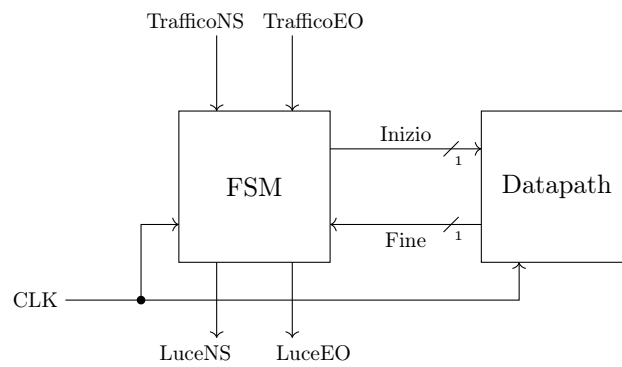 TrafficoNS TrafficoEO
Inizio
1
FSM
Datapath
Fine
1
CLK
LuceNS LuceEO